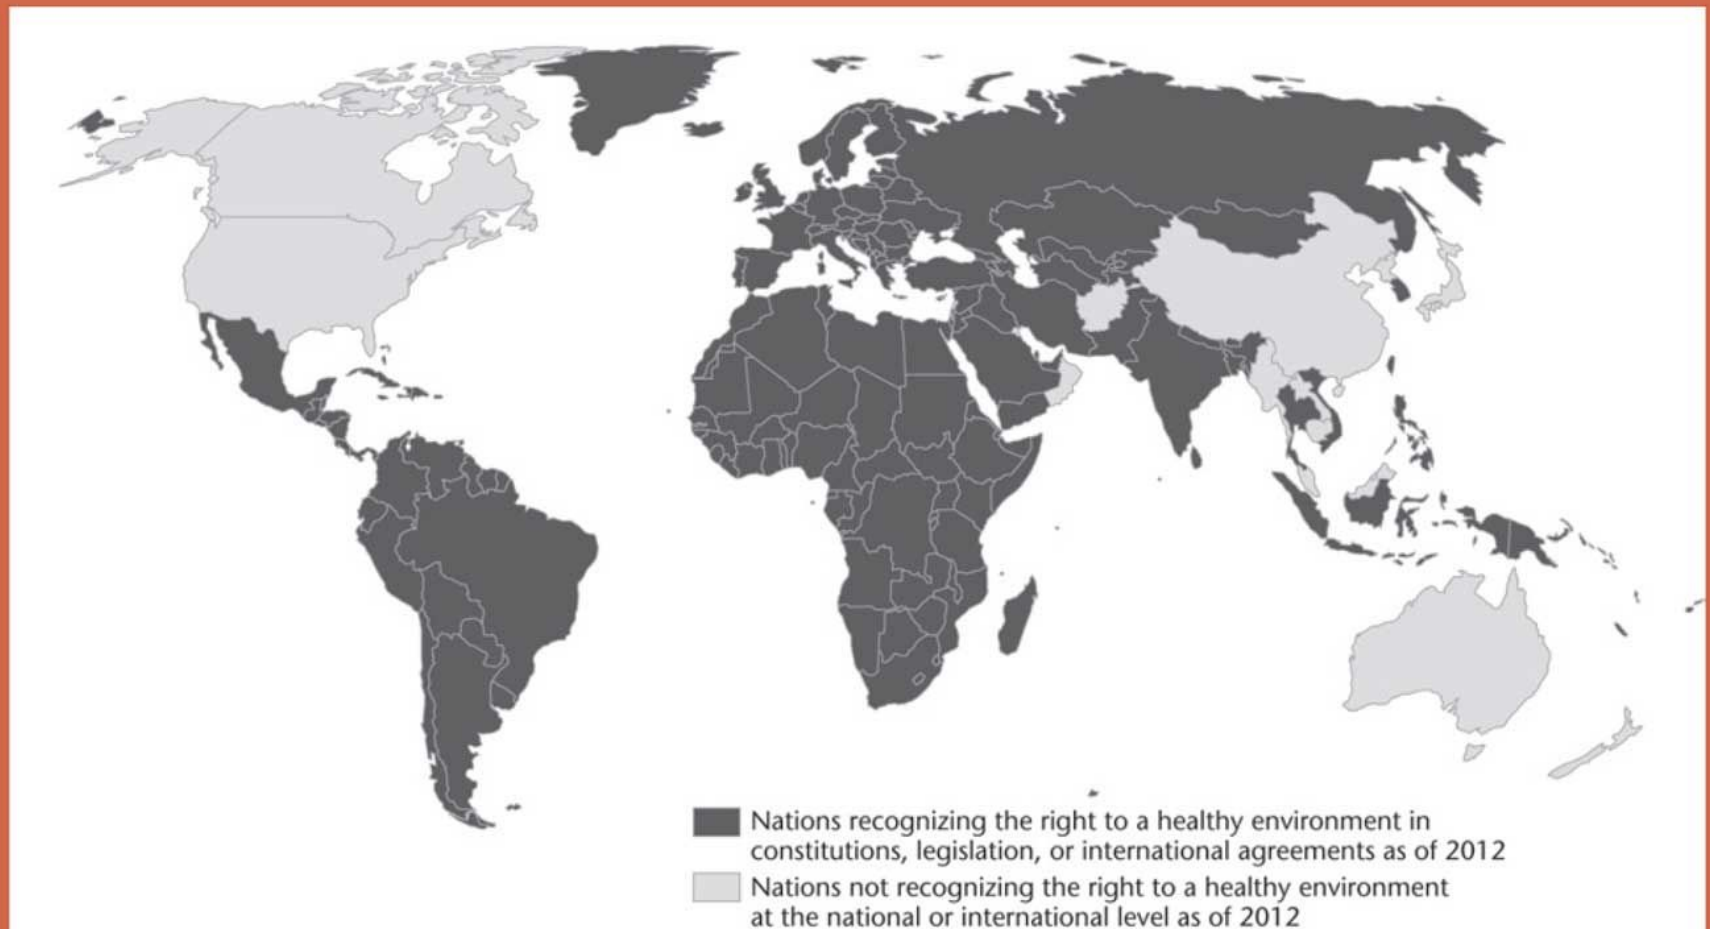 Nations recognizing the right to a healthy environment in
constitutions, legislation, or international agreements as of 2012
Nations not recognizing the right to a healthy environment
at the national or international level as of 2012